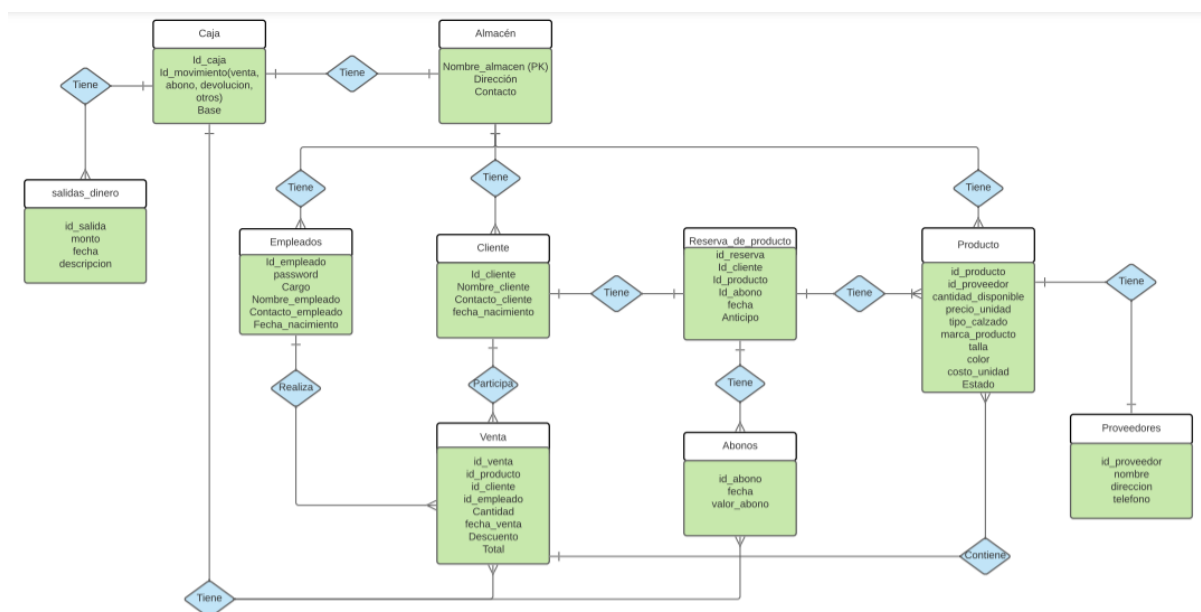 Caja
Id_caja
Id_movimiento(venta,
abono, devolucion,
otros)
Base
Tiene
Almacén
Nombre_almacen (PK)
Dirección
Contacto
Tiene
salidas_dinero
id_salida
monto
fecha
descripcion
Tiene
Tiene
Tiene
Empleados
Id_empleado
password
Cargo
Nombre_empleado
Contacto_empleado
Fecha_nacimiento
Cliente
Id_cliente
Nombre_cliente
Contacto_cliente
fecha_nacimiento
Tiene
Reserva_de_producto
id_reserva
Id_cliente
Id_producto
Id_abono
fecha
Anticipo
Tiene
Producto
id_producto
id_proveedor
cantidad_disponible
precio_unidad
tipo_calzado
marca_producto
talla
color
costo_unidad
Estado
Tiene
Realiza
Participa
Tiene
Venta
id_venta
id_producto
id_cliente
id_empleado
Cantidad
fecha_venta
Descuento
Total
Abonos
id_abono
fecha
valor_abono
Proveedores
id_proveedor
nombre
direccion
telefono
Contiene
Tiene